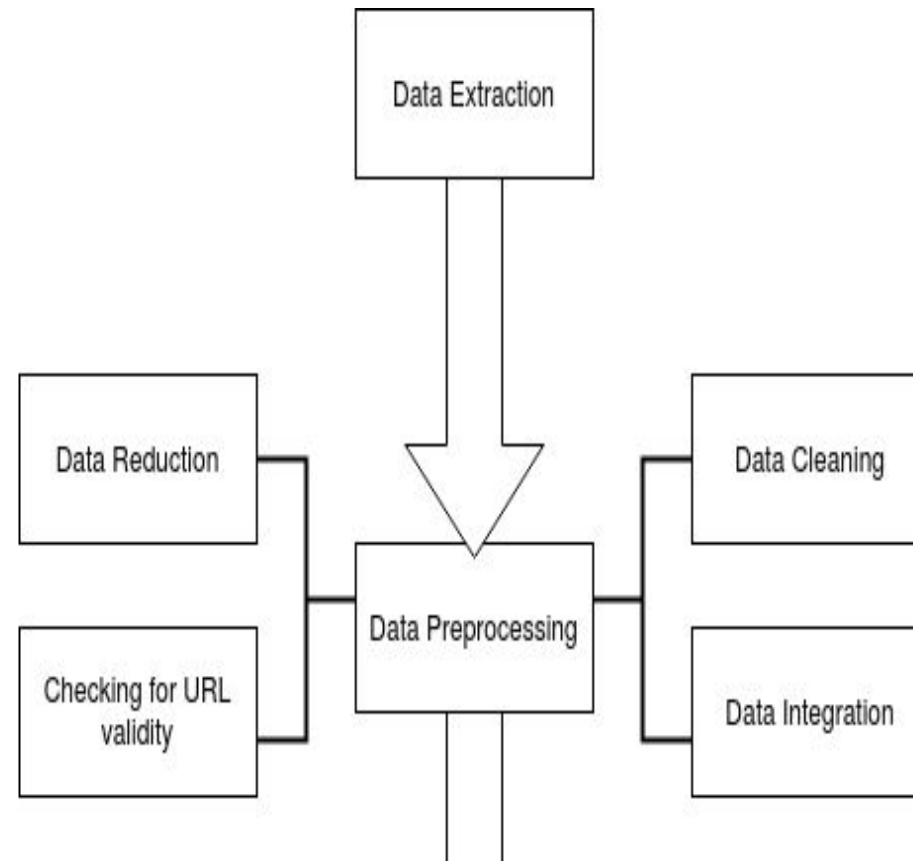 Data Extraction
Data Reduction
Data Cleaning
Data Preprocessing
Checking for URL
validity
Data Integration